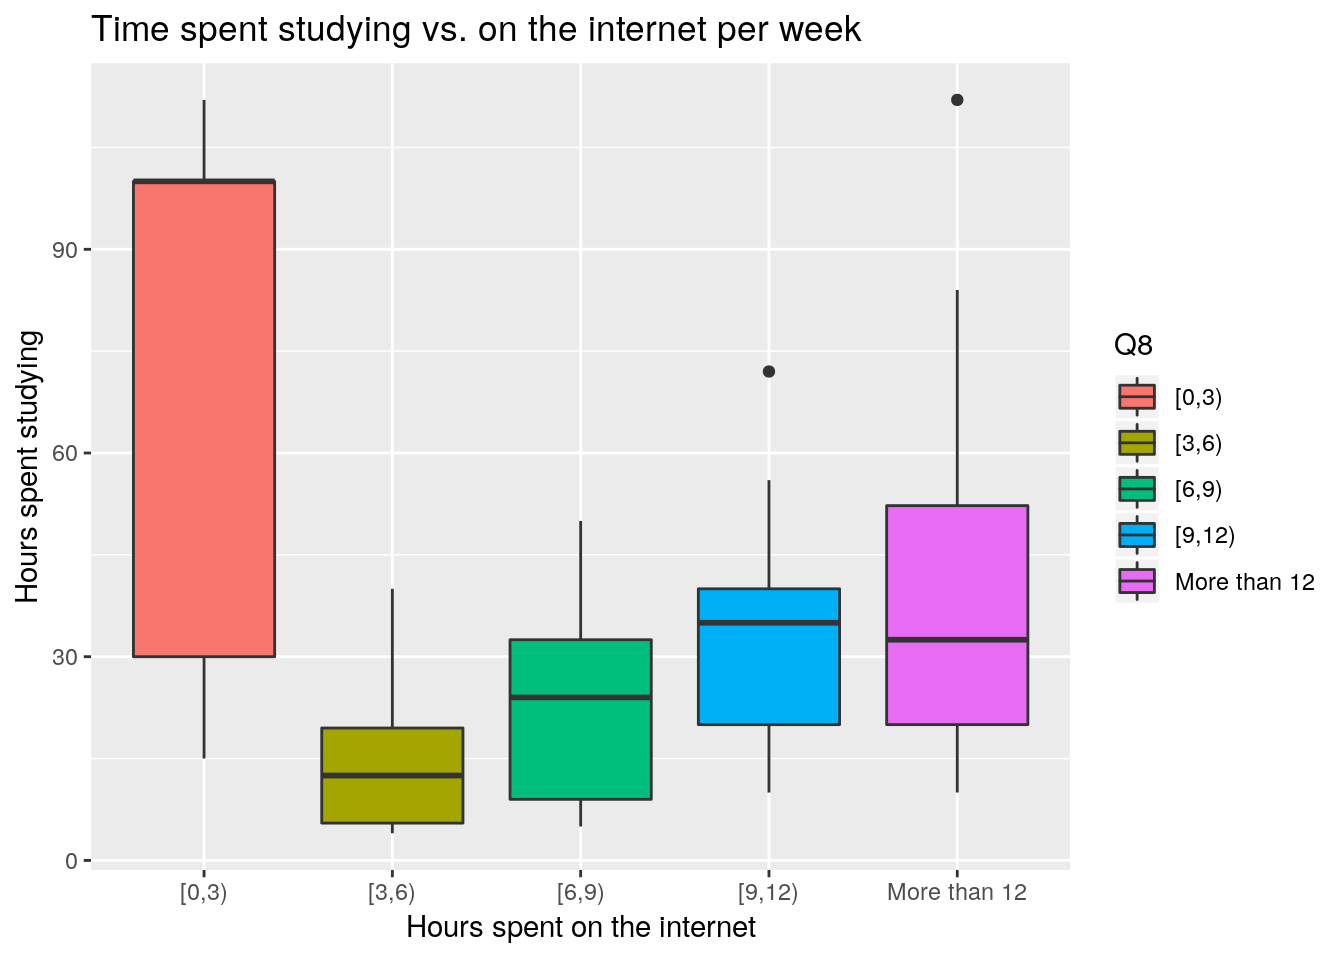 Time spent studying vs. on the internet per week
Hours spent studying
90
60
30
0
[0,3)
[3,6)
[6,9)
[9,12)
More than 12
Hours spent on the internet
Q8
[0,3)
[3,6)
[6,9)
[9,12)
More than 12